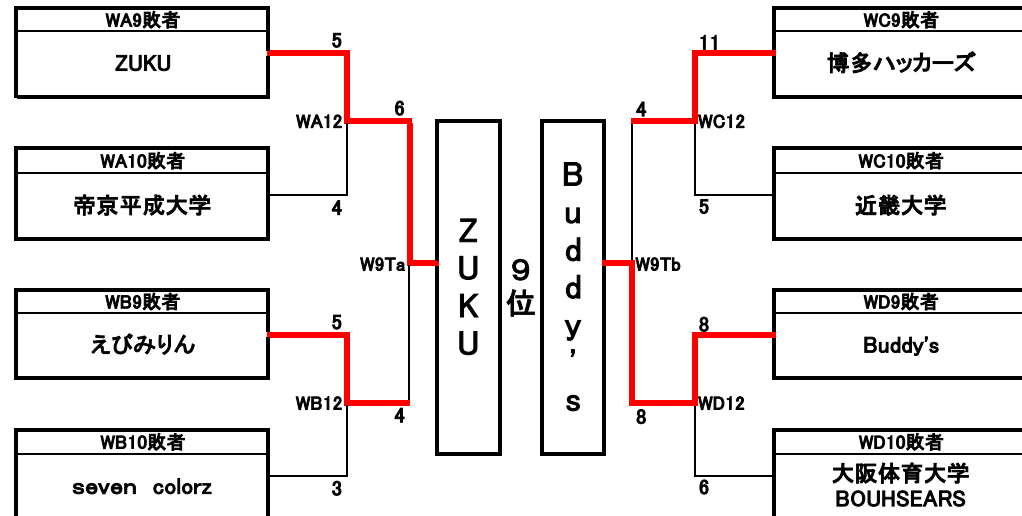 WA9敗者
ZUKU
5
WA12
6
WA10敗者
帝京平成大学
4
W9Ta
WB9敗者
えびみりん
5
WB12
4
WB10敗者
seven colorz
3
ZUKU
9位
Buddy's
WC9敗者
博多ハッカーズ
11
4
WC12
WC10敗者
近畿大学
5
W9Tb
WD9敗者
Buddy's
8
WD12
8
WD10敗者
大阪体育大学
BOUHSEARS
6